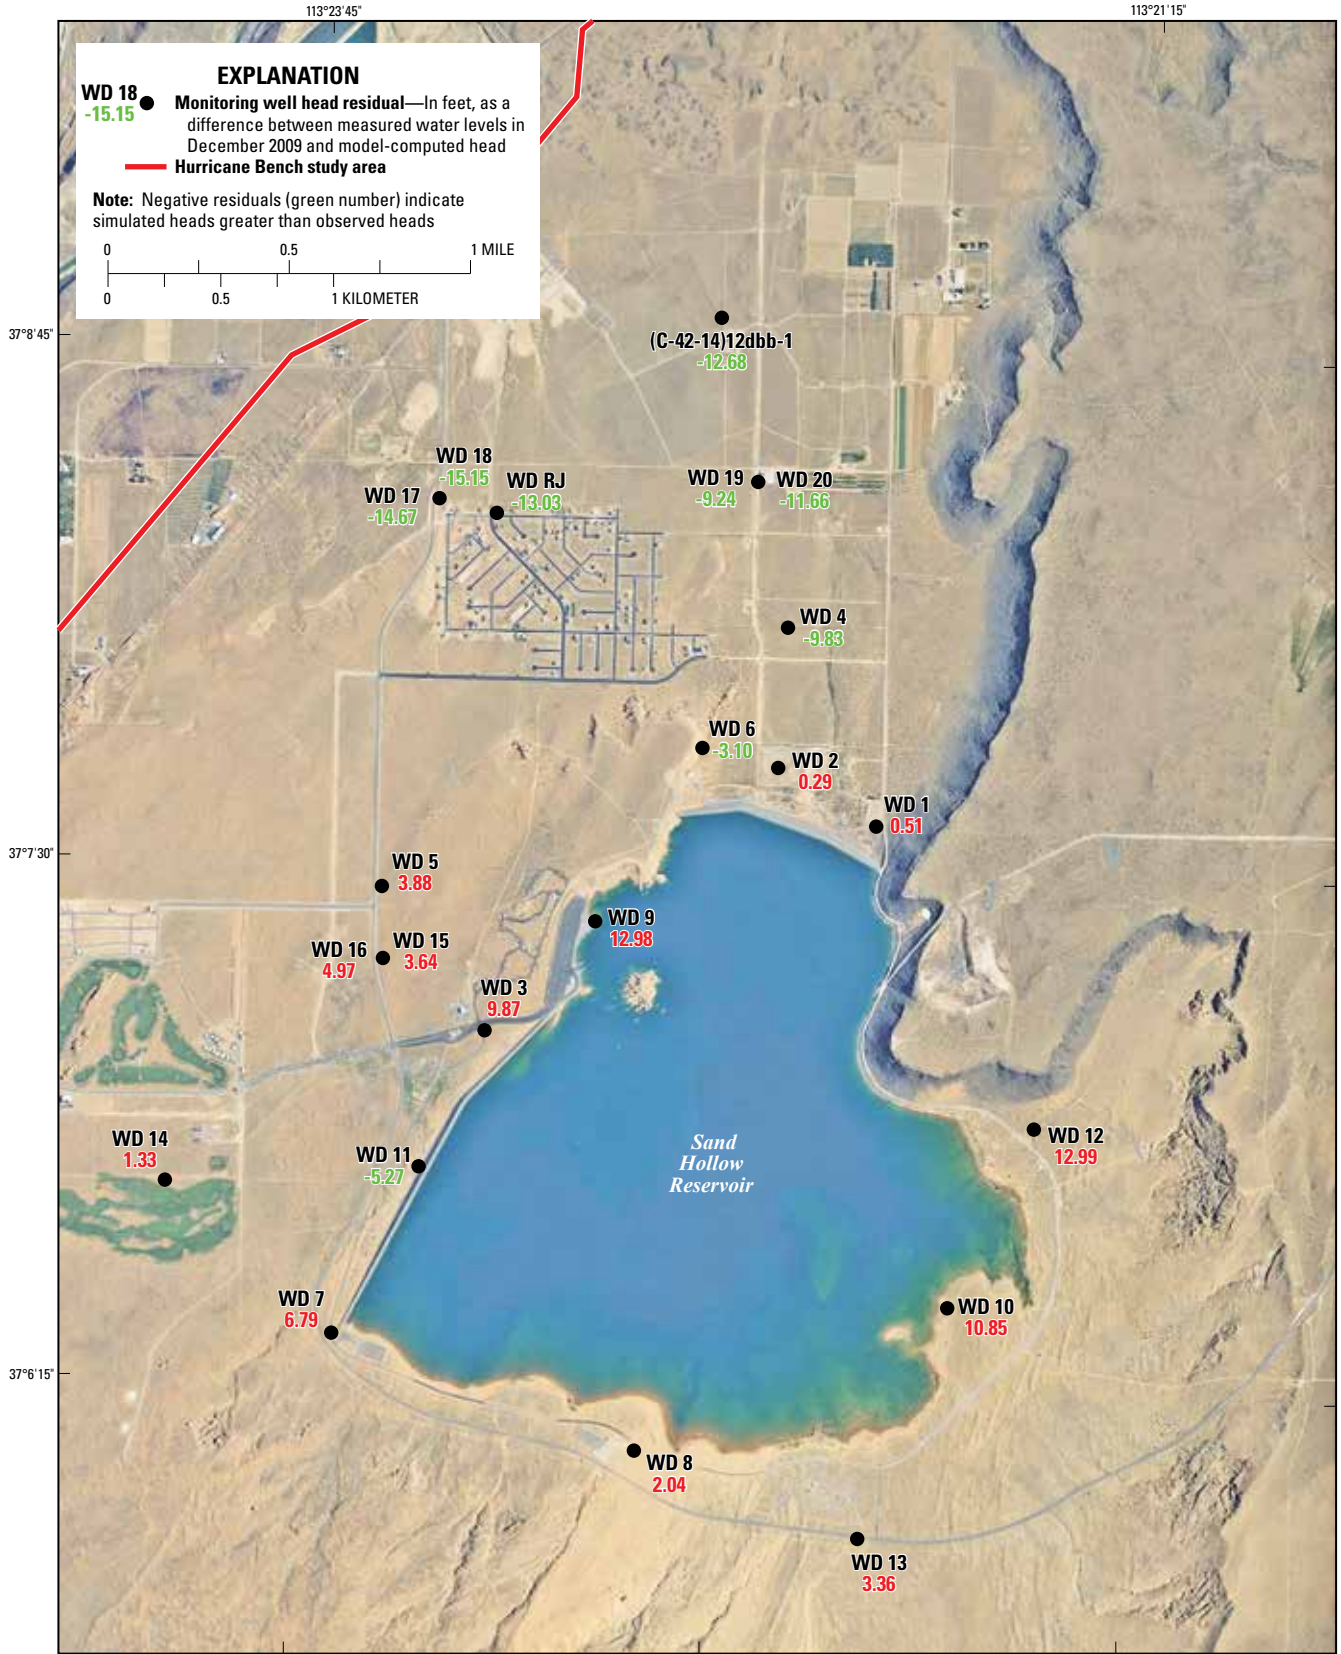 113°23'45"
113°21'15"
EXPLANATION
WD 18
-15.15
Monitoring well head residual—In feet, as a
difference between measured water levels in
December 2009 and model-computed head
Hurricane Bench study area
Note: Negative residuals (green number) indicate
simulated heads greater than observed heads
0 0.5 1 MILE
0 0.5 1 KILOMETER
37°8'45"
(C-42-14)12dbb-1
-12.68
WD 18
-15.15
WD RJ
-13.03
WD 17
-14.67
WD 19
-9.24
WD 20
-11.66
WD 4
-9.83
WD 6
-3.10
WD 2
0.29
WD 1
0.51
37°7'30"
WD 5
3.88
WD 9
12.98
WD 16
4.97
WD 15
3.64
WD 3
9.87
WD 14
1.33
WD 11
-5.27
Sand
Hollow
Reservoir
WD 12
12.99
WD 7
6.79
WD 10
10.85
37°6'15"
WD 8
2.04
WD 13
3.36